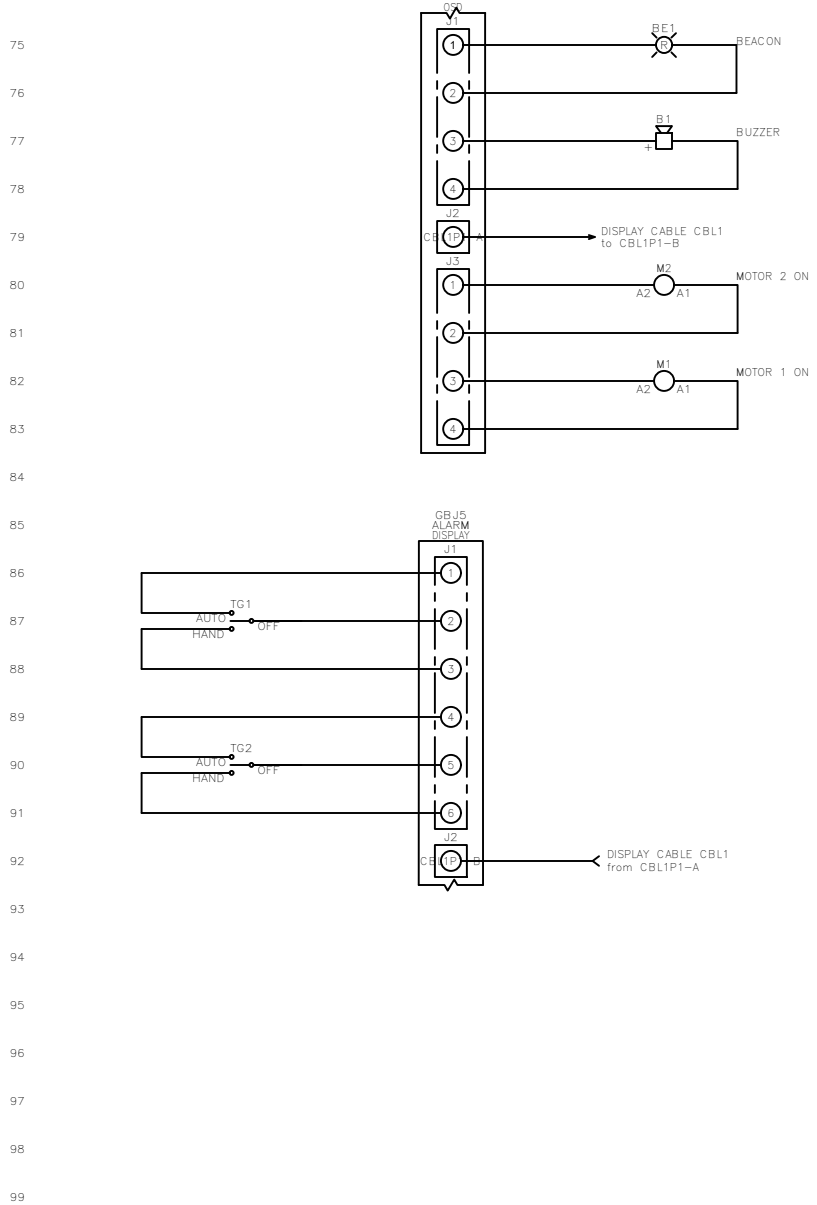 OSD
J1
75 1 BE1 R BEACON
76 2
77 3 B1 + BUZZER
78 4
J2
79 CBL1P1-A DISPLAY CABLE CBL1
to CBL1P1-B
J3
80 1 M2 A2 A1 MOTOR 2 ON
81 2
82 3 M1 A2 A1 MOTOR 1 ON
83 4
84
85 GBJ5
ALARM
DISPLAY
J1
86 1
TG1
87 AUTO OFF 2
HAND
88 3
89 4
TG2
90 AUTO OFF 5
HAND
91 6
J2
92 CBL1P1-B DISPLAY CABLE CBL1
from CBL1P1-A
93
94
95
96
97
98
99